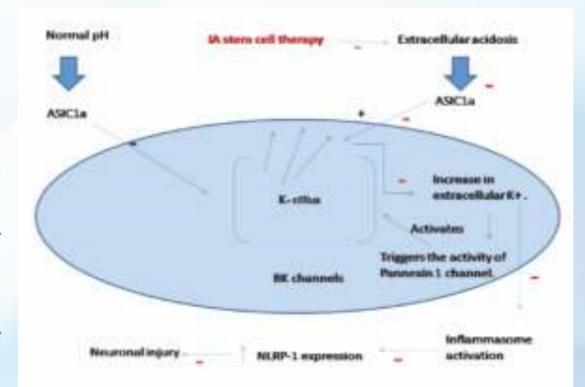 Normal pH
IA stem cell therapy
Extracellular acidosis
ASIC1a
ASIC1a
+
K- efflux
Increase in
extracellular K+.
Activates
Triggers the activity of
Pannexin 1 channel.
BK channels
Inflammasome
activation
Neuronal injury
NLRP-1 expression